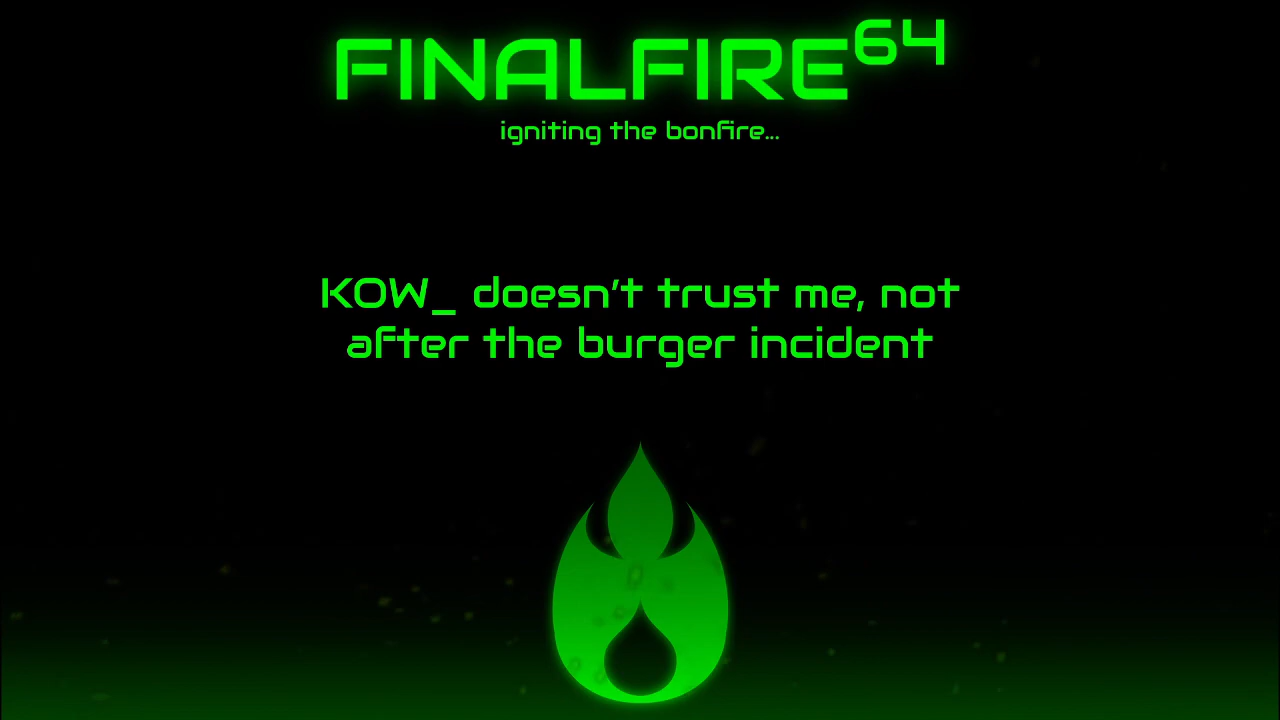 FINALFIRE⁶⁴
igniting the bonfire...
KOW_ doesn't trust me, not
after the burger incident